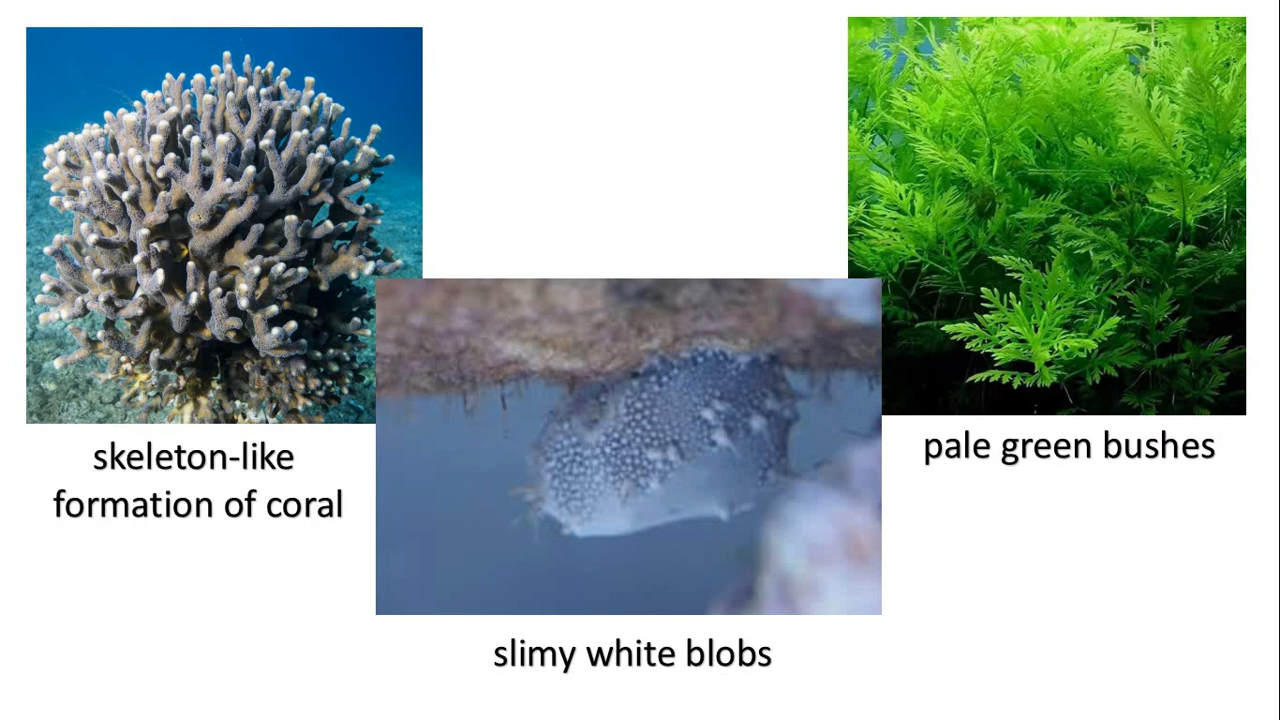 skeleton-like
formation of coral
pale green bushes
slimy white blobs